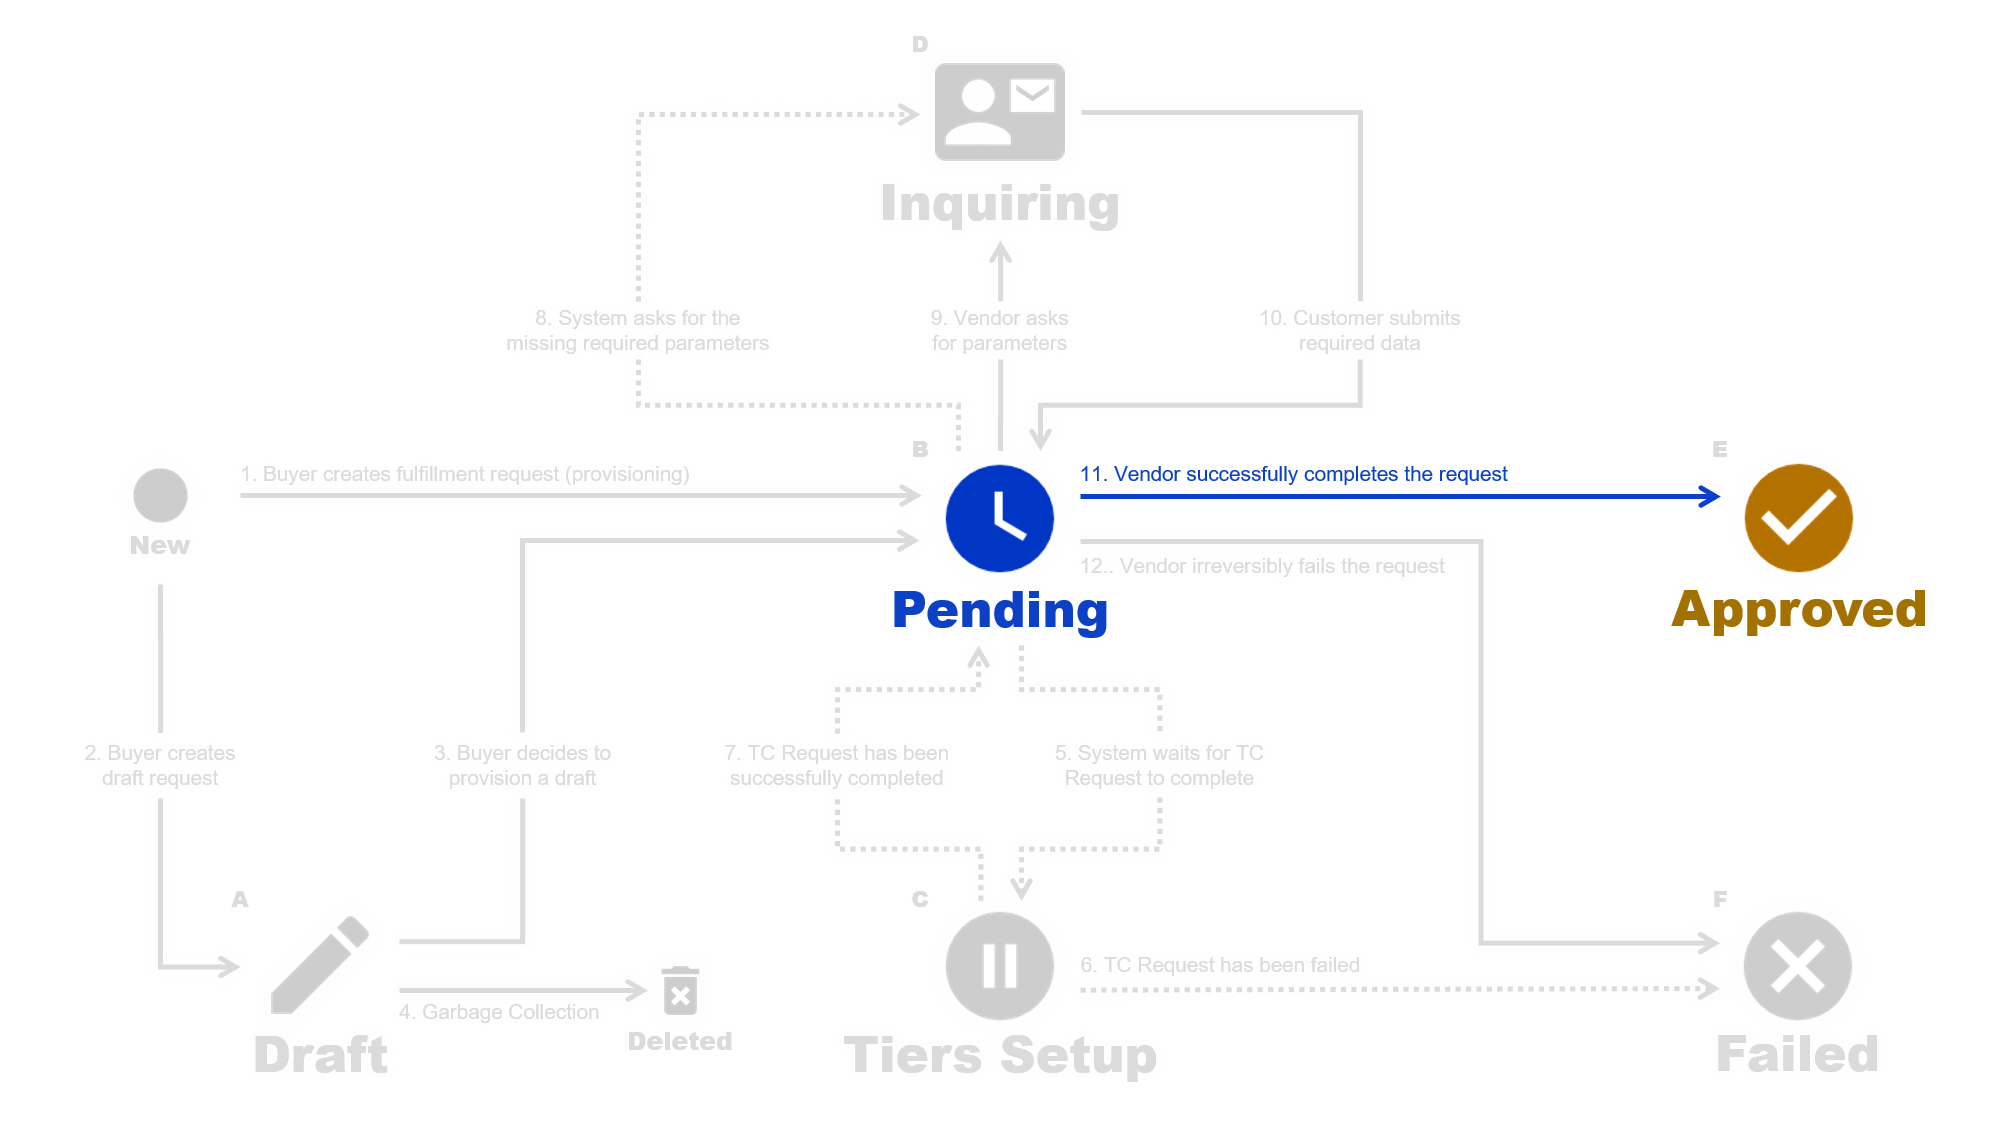 D
Inquiring
8. System asks for the
missing required parameters
9. Vendor asks
for parameters
10. Customer submits
required data
B
E
1. Buyer creates fulfillment request (provisioning)
11. Vendor successfully completes the request
New
12.. Vendor irreversibly fails the request
Pending
Approved
2. Buyer creates
draft request
3. Buyer decides to
provision a draft
7. TC Request has been
successfully completed
5. System waits for TC
Request to complete
A
C
F
6. TC Request has been failed
4. Garbage Collection
Deleted
Draft
Tiers Setup
Failed